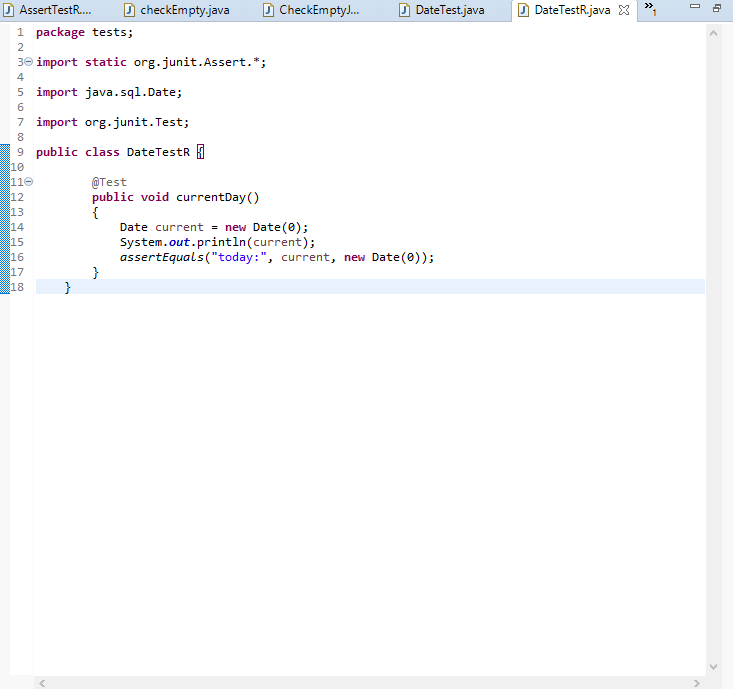 AssertTestR.... checkEmpty.java CheckEmptyJ... DateTest.java DateTestR.java »1
1 package tests;
2
3 import static org.junit.Assert.*;
4
5 import java.sql.Date;
6
7 import org.junit.Test;
8
9 public class DateTestR {
10
11 @Test
12 public void currentDay()
13 {
14 Date current = new Date(0);
15 System.out.println(current);
16 assertEquals("today:", current, new Date(0));
17 }
18 }